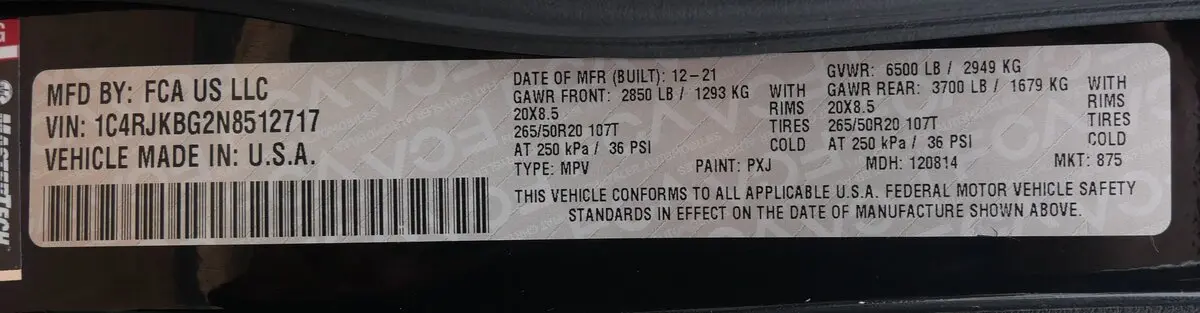 MFD BY: FCA US LLC
VIN: 1C4RJKBG2N8512717
VEHICLE MADE IN: U.S.A.
DATE OF MFR (BUILT): 12-21
GAWR FRONT: 2850 LB / 1293 KG WITH
20X8.5 RIMS
265/50R20 107T TIRES
AT 250 kPa / 36 PSI COLD
GVWR: 6500 LB / 2949 KG
GAWR REAR: 3700 LB / 1679 KG WITH
20X8.5 RIMS
265/50R20 107T TIRES
AT 250 kPa / 36 PSI COLD
TYPE: MPV PAINT: PXJ MDH: 120814 MKT: 875
THIS VEHICLE CONFORMS TO ALL APPLICABLE U.S.A. FEDERAL MOTOR VEHICLE SAFETY
STANDARDS IN EFFECT ON THE DATE OF MANUFACTURE SHOWN ABOVE.
MASTERTECH